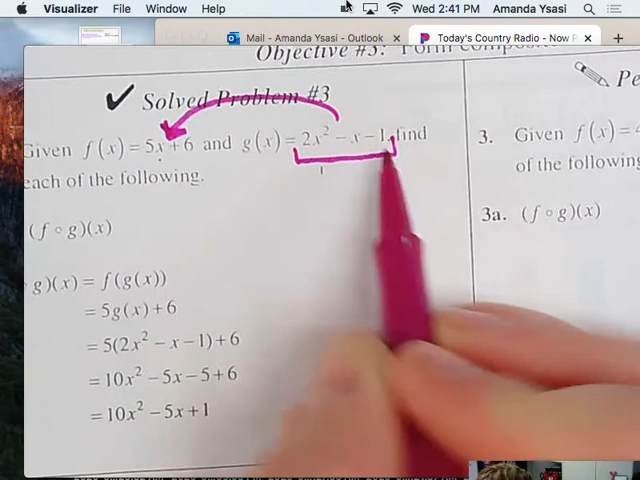 Visualizer File Edit View Help Wed 2:41 PM Amanda Ysasi
Mail - Amanda Ysasi - Outlook × Today's Country Radio - Now P ×
Objective #3: Form
✓ Solved Problem #3
Given f(x) = 5x + 6 and g(x) = 2x² − x − 1, find
each of the following.
(f ∘ g)(x)
g)(x) = f(g(x))
= 5g(x) + 6
= 5(2x² − x − 1) + 6
= 10x² − 5x − 5 + 6
= 10x² − 5x + 1
3. Given f(x) =
of the following
3a. (f ∘ g)(x)